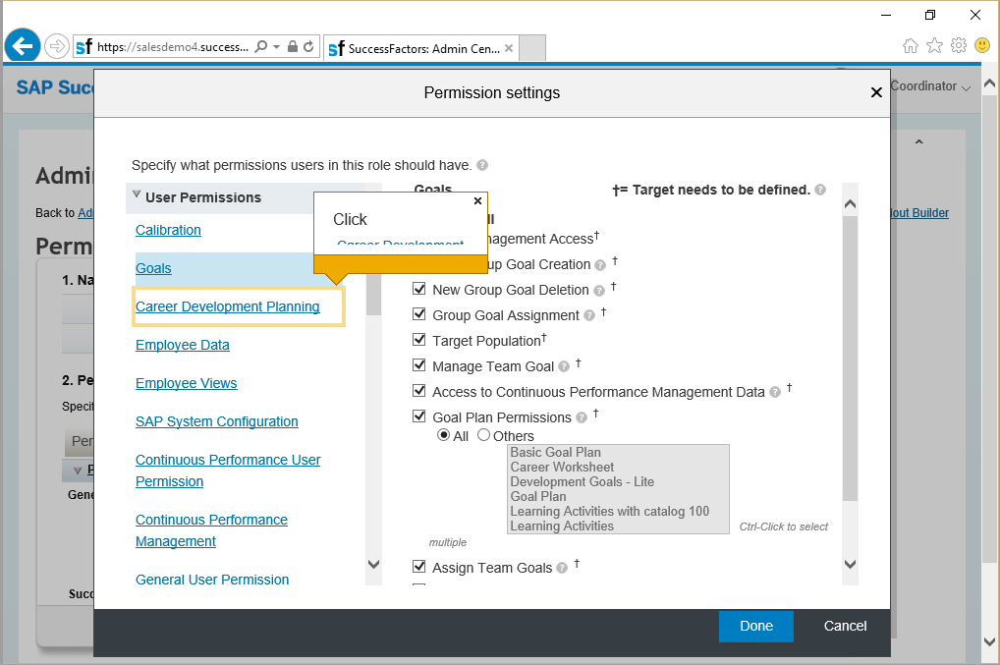 https://salesdemo4.success...
SuccessFactors: Admin Cen...
SAP Succ
Coordinator
Permission settings
Specify what permissions users in this role should have.
User Permissions
Calibration
Goals
Career Development Planning
Employee Data
Employee Views
SAP System Configuration
Continuous Performance User
Permission
Continuous Performance
Management
General User Permission
Click
Career Development
Goals
†= Target needs to be defined.
nagement Access†
up Goal Creation †
New Group Goal Deletion †
Group Goal Assignment †
Target Population†
Manage Team Goal †
Access to Continuous Performance Management Data †
Goal Plan Permissions †
All Others
Basic Goal Plan
Career Worksheet
Development Goals - Lite
Goal Plan
Learning Activities with catalog 100
Learning Activities
Ctrl-Click to select
multiple
Assign Team Goals †
Done
Cancel
Admi
Back to Adm
out Builder
Perm
1. Na
2. Pe
Specif
Per
P
Gene
Succ